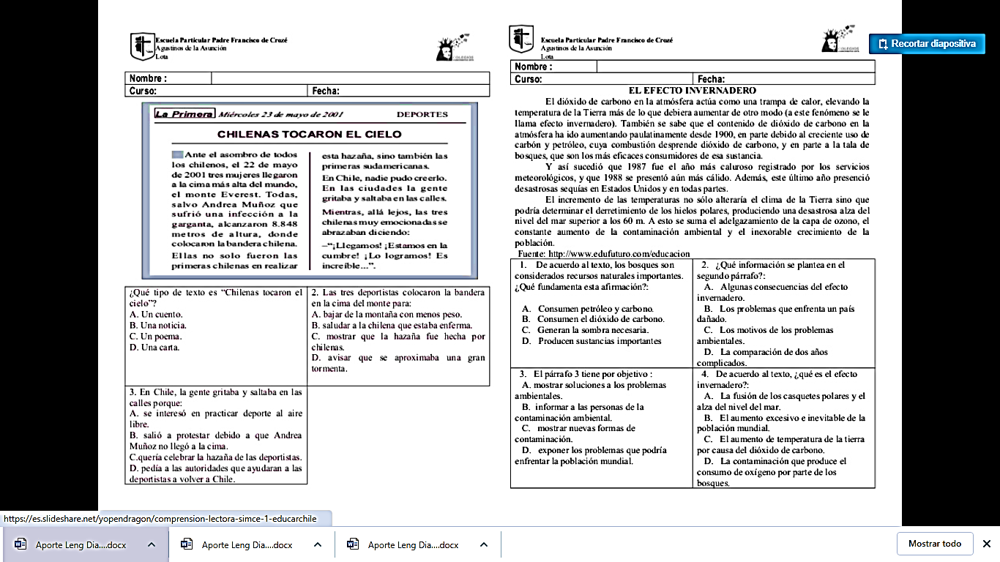 Escuela Particular Padre Francisco de Cruzé
Agustinos de la Asunción
Lota
Nombre :
Curso:
Fecha:
La Primera Miércoles 23 de mayo de 2001
DEPORTES
CHILENAS TOCARON EL CIELO
Ante el asombro de todos
los chilenos, el 22 de mayo
de 2001 tres mujeres llegaron
a la cima más alta del mundo,
el monte Everest. Todas,
salvo Andrea Muñoz que
sufrió una infección a la
garganta, alcanzaron 8.848
metros de altura, donde
colocaron la bandera chilena.
Ellas no solo fueron las
primeras chilenas en realizar
esta hazaña, sino también las
primeras sudamericanas.
En Chile, nadie pudo creerlo.
En las ciudades la gente
gritaba y saltaba en las calles.
Mientras, allá lejos, las tres
chilenas muy emocionadas se
abrazaban diciendo:
–“¡Llegamos! ¡Estamos en la
cumbre! ¡Lo logramos! Es
increíble...”.
¿Qué tipo de texto es “Chilenas tocaron el
cielo”?
A. Un cuento.
B. Una noticia.
C. Un poema.
D. Una carta.
2. Las tres deportistas colocaron la bandera
en la cima del monte para:
A. bajar de la montaña con menos peso.
B. saludar a la chilena que estaba enferma.
C. mostrar que la hazaña fue hecha por
chilenas.
D. avisar que se aproximaba una gran
tormenta.
3. En Chile, la gente gritaba y saltaba en las
calles porque:
A. se interesó en practicar deporte al aire
libre.
B. salió a protestar debido a que Andrea
Muñoz no llegó a la cima.
C.quería celebrar la hazaña de las deportistas.
D. pedía a las autoridades que ayudaran a las
deportistas a volver a Chile.
Escuela Particular Padre Francisco de Cruzé
Agustinos de la Asunción
Lota
Nombre :
Curso:
Fecha:
EL EFECTO INVERNADERO
El dióxido de carbono en la atmósfera actúa como una trampa de calor, elevando la
temperatura de la Tierra más de lo que debiera aumentar de otro modo (a este fenómeno se le
llama efecto invernadero). También se sabe que el contenido de dióxido de carbono en la
atmósfera ha ido aumentando paulatinamente desde 1900, en parte debido al creciente uso de
carbón y petróleo, cuya combustión desprende dióxido de carbono, y en parte a la tala de
bosques, que son los más eficaces consumidores de esa sustancia.
Y así sucedió que 1987 fue el año más caluroso registrado por los servicios
meteorológicos, y que 1988 se presentó aún más cálido. Además, este último año presenció
desastrosas sequías en Estados Unidos y en todas partes.
El incremento de las temperaturas no sólo alteraría el clima de la Tierra sino que
podría determinar el derretimiento de los hielos polares, produciendo una desastrosa alza del
nivel del mar superior a los 60 m. A esto se suma el adelgazamiento de la capa de ozono, el
constante aumento de la contaminación ambiental y el inexorable crecimiento de la
población.
Fuente: http://www.edufuturo.com/educacion
1. De acuerdo al texto, los bosques son
considerados recursos naturales importantes.
¿Qué fundamenta esta afirmación?:
A. Consumen petróleo y carbono.
B. Consumen el dióxido de carbono.
C. Generan la sombra necesaria.
D. Producen sustancias importantes
2. ¿Qué información se plantea en el
segundo párrafo?:
A. Algunas consecuencias del efecto
invernadero.
B. Los problemas que enfrenta un país
dañado.
C. Los motivos de los problemas
ambientales.
D. La comparación de dos años
complicados.
3. El párrafo 3 tiene por objetivo :
A. mostrar soluciones a los problemas
ambientales.
B. informar a las personas de la
contaminación ambiental.
C. mostrar nuevas formas de
contaminación.
D. exponer los problemas que podría
enfrentar la población mundial.
4. De acuerdo al texto, ¿qué es el efecto
invernadero?:
A. La fusión de los casquetes polares y el
alza del nivel del mar.
B. El aumento excesivo e inevitable de la
población mundial.
C. El aumento de temperatura de la tierra
por causa del dióxido de carbono.
D. La contaminación que produce el
consumo de oxígeno por parte de los
bosques.
Recortar diapositiva
https://es.slideshare.net/yopendragon/comprension-lectora-simce-1-educarchile
Aporte Leng Dia....docx
Aporte Leng Dia....docx
Aporte Leng Dia....docx
Mostrar todo